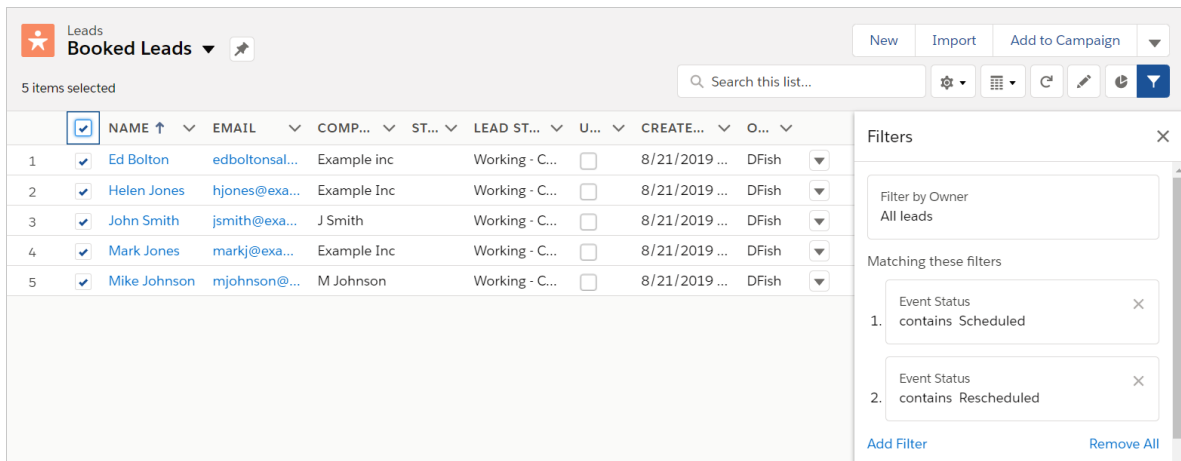 Leads
Booked Leads
New Import Add to Campaign
5 items selected
Search this list...
NAME EMAIL COMP... ST... LEAD ST... U... CREATE... O...
1 Ed Bolton edboltonsal... Example inc Working - C... 8/21/2019 ... DFish
2 Helen Jones hjones@exa... Example Inc Working - C... 8/21/2019 ... DFish
3 John Smith jsmith@exa... J Smith Working - C... 8/21/2019 ... DFish
4 Mark Jones markj@exa... Example Inc Working - C... 8/21/2019 ... DFish
5 Mike Johnson mjohnson@... M Johnson Working - C... 8/21/2019 ... DFish
Filters
Filter by Owner
All leads
Matching these filters
Event Status
1. contains Scheduled
Event Status
2. contains Rescheduled
Add Filter Remove All